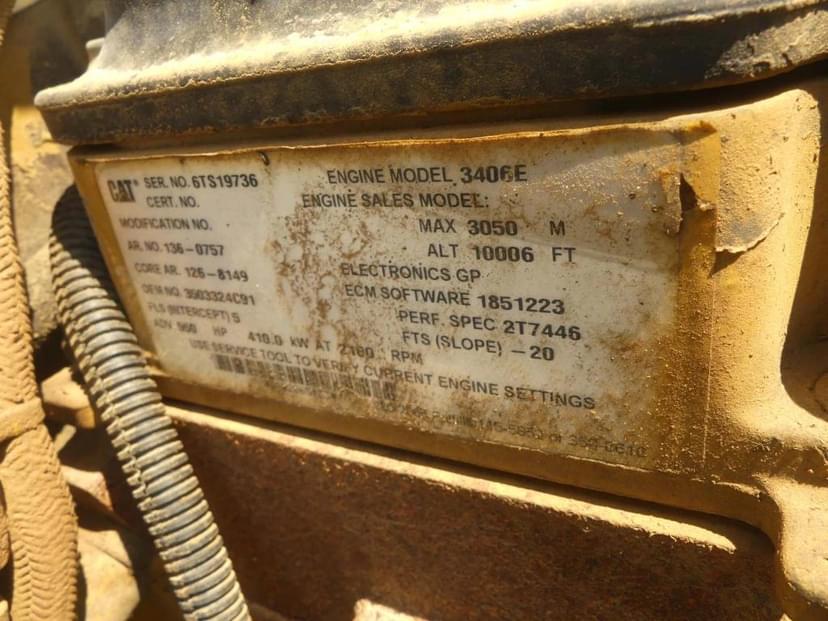 CAT SER. NO. 6TS19736 ENGINE MODEL 3406E
CERT. NO. ENGINE SALES MODEL:
MODIFICATION NO. MAX 3050 M
AR. NO. 136-0757 ALT 10006 FT
CORE AR. 126-8149 ELECTRONICS GP
OEM NO. 3503324C91 ECM SOFTWARE 1851223
FLS (INTERCEPT) S PERF. SPEC 2T7446
ADV HP 410.0 kW AT RPM FTS (SLOPE) -20
USE SERVICE TOOL TO VERIFY CURRENT ENGINE SETTINGS